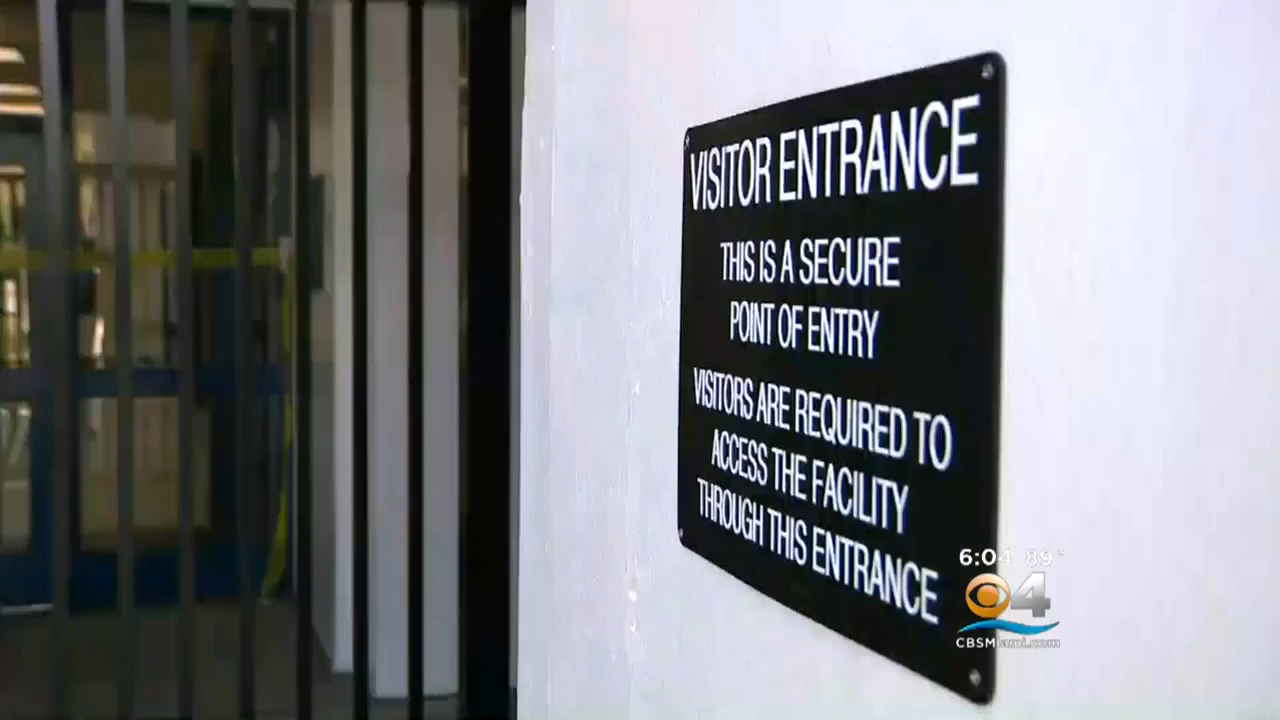 VISITOR ENTRANCE
THIS IS A SECURE
POINT OF ENTRY
VISITORS ARE REQUIRED TO
ACCESS THE FACILITY
THROUGH THIS ENTRANCE
6:04 89°
4
CBSMiami.com